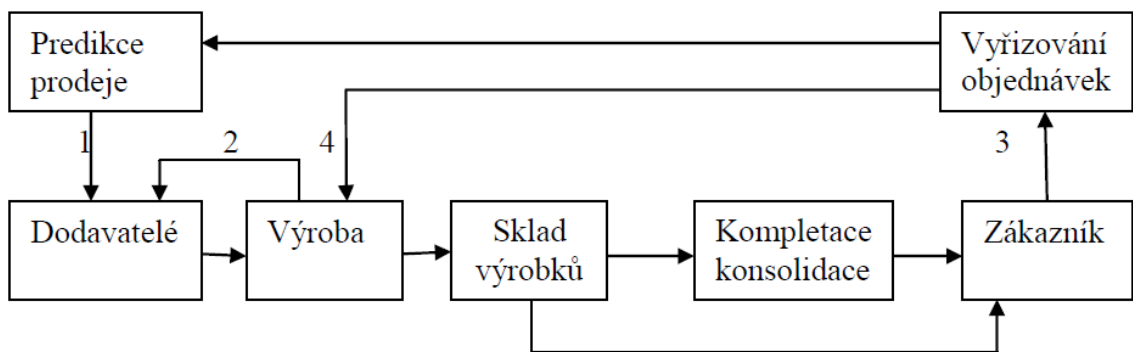 Predikce
prodeje
Vyřizování
objednávek
1
2
4
3
Dodavatelé
Výroba
Sklad
výrobků
Kompletace
konsolidace
Zákazník